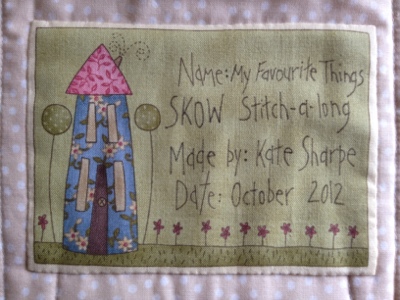 Name: My Favourite Things
SKOW Stitch-a-long
Made by: Kate Sharpe
Date: October 2012